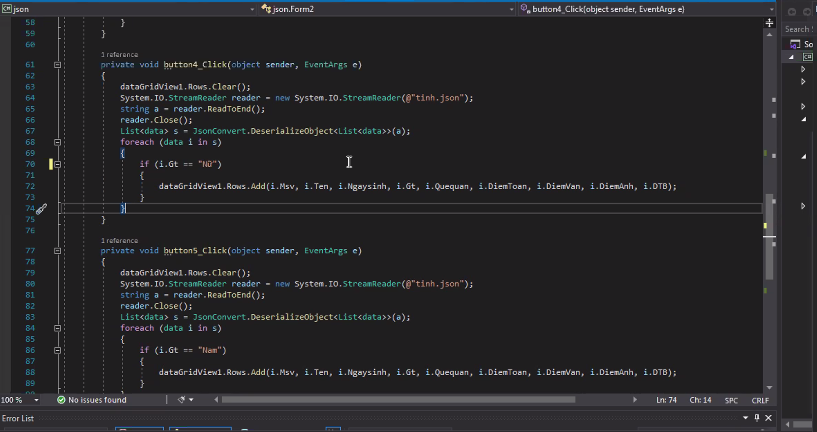 json
json.Form2
button4_Click(object sender, EventArgs e)
58 }
59 }
60
1 reference
61 private void button4_Click(object sender, EventArgs e)
62 {
63 dataGridView1.Rows.Clear();
64 System.IO.StreamReader reader = new System.IO.StreamReader(@"tinh.json");
65 string a = reader.ReadToEnd();
66 reader.Close();
67 List<data> s = JsonConvert.DeserializeObject<List<data>>(a);
68 foreach (data i in s)
69 {
70 if (i.Gt == "Nữ")
71 {
72 dataGridView1.Rows.Add(i.Msv, i.Ten, i.Ngaysinh, i.Gt, i.Quequan, i.DiemToan, i.DiemVan, i.DiemAnh, i.DTB);
73 }
74 }
75 }
76
1 reference
77 private void button5_Click(object sender, EventArgs e)
78 {
79 dataGridView1.Rows.Clear();
80 System.IO.StreamReader reader = new System.IO.StreamReader(@"tinh.json");
81 string a = reader.ReadToEnd();
82 reader.Close();
83 List<data> s = JsonConvert.DeserializeObject<List<data>>(a);
84 foreach (data i in s)
85 {
86 if (i.Gt == "Nam")
87 {
88 dataGridView1.Rows.Add(i.Msv, i.Ten, i.Ngaysinh, i.Gt, i.Quequan, i.DiemToan, i.DiemVan, i.DiemAnh, i.DTB);
89 }
100 % No issues found Ln: 74 Ch: 14 SPC CRLF
Error List
Search
So